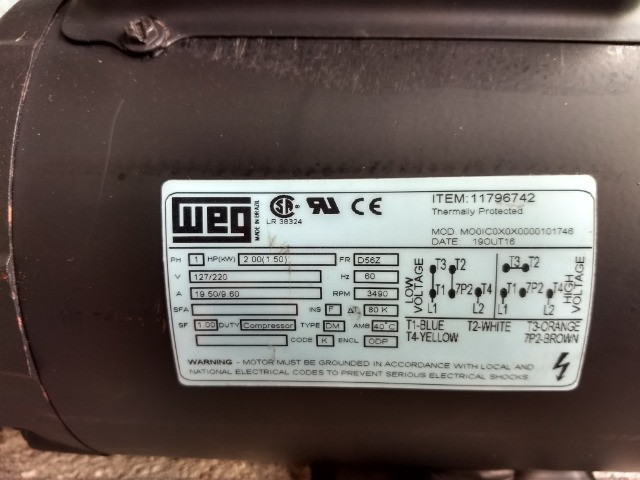 WEG
MADE IN BRAZIL
LR 38324
CE
ITEM:11796742
Thermally Protected
MOD. M00IC0X0X0000101746
DATE: 19OUT16
PH 1 HP(KW) 2.00(1.50) FR D56Z
V 127/220 Hz 60
A 19.50/9.60 RPM 3490
SFA INS F ΔT 80 K
SF 1.00 DUTY Compressor TYPE DM AMB 40°C
CODE K ENCL ODP
LOW VOLTAGE
T3 T2
T1 7P2 T4
L1 L2
T3 T2
T1 7P2 T4
L1 L2
HIGH VOLTAGE
T1-BLUE T2-WHITE T3-ORANGE
T4-YELLOW 7P2-BROWN
WARNING - MOTOR MUST BE GROUNDED IN ACCORDANCE WITH LOCAL AND
NATIONAL ELECTRICAL CODES TO PREVENT SERIOUS ELECTRICAL SHOCKS.